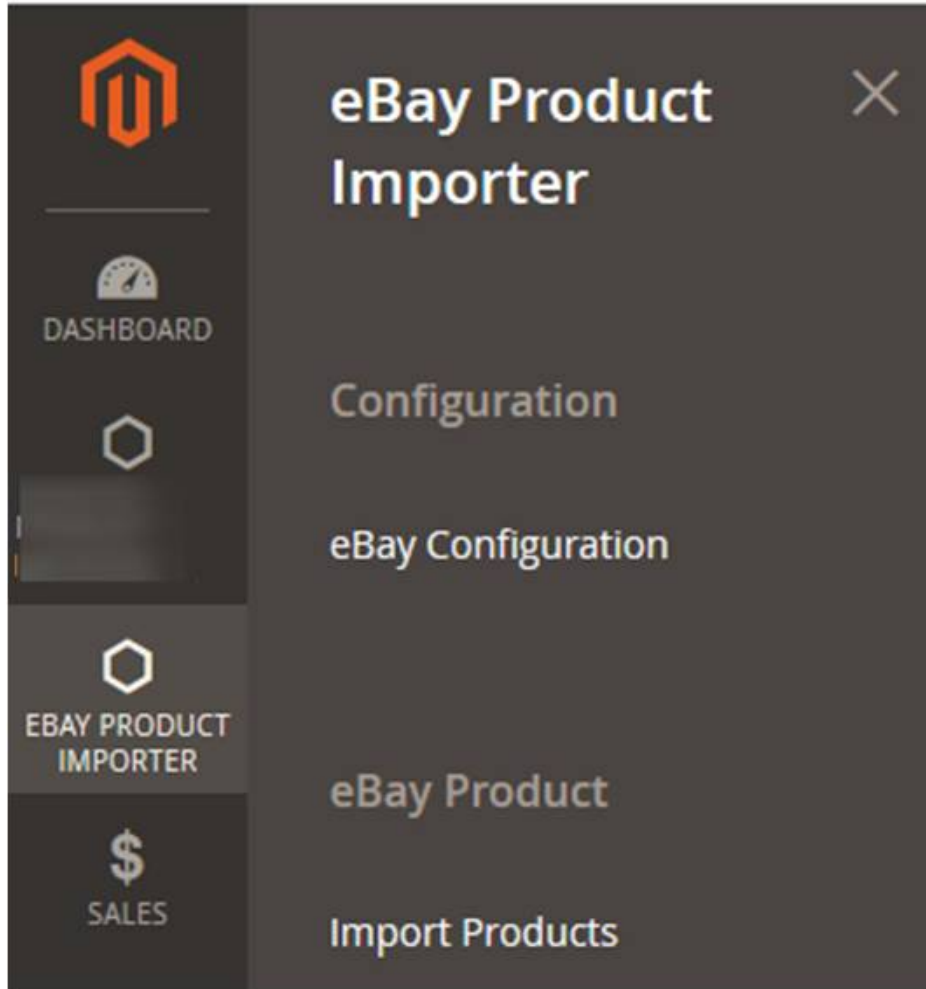 DASHBOARD
EBAY PRODUCT
IMPORTER
$
SALES
eBay Product
Importer
Configuration
eBay Configuration
eBay Product
Import Products